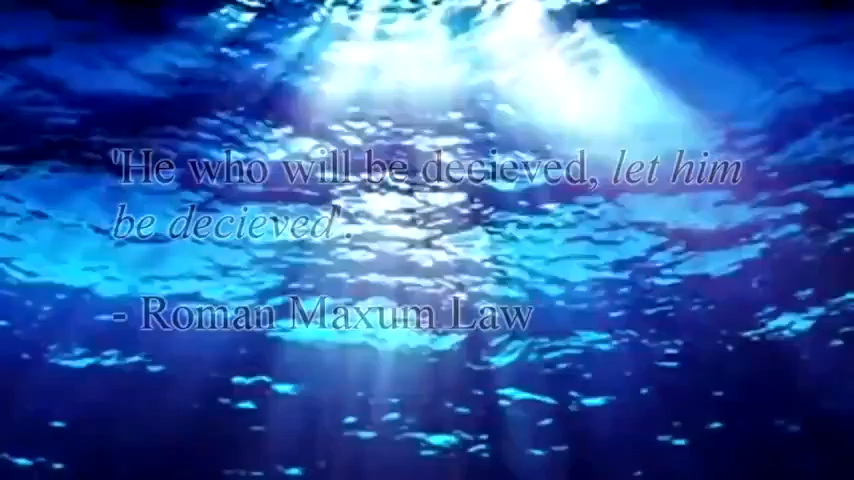 'He who will be decieved, let him
be decieved'.
- Roman Maxum Law